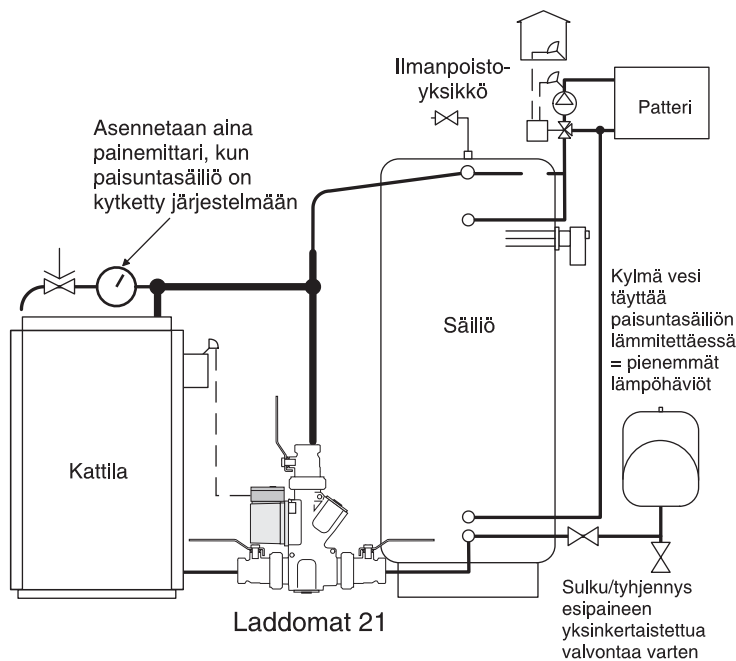 Ilmanpoisto-
yksikkö
Patteri
Asennetaan aina
painemittari, kun
paisuntasäiliö on
kytketty järjestelmään
Kylmä vesi
täyttää
paisuntasäiliön
lämmitettäessä
= pienemmät
lämpöhäviöt
Säiliö
Kattila
Laddomat 21
Sulku/tyhjennys
esipaineen
yksinkertaistettua
valvontaa varten